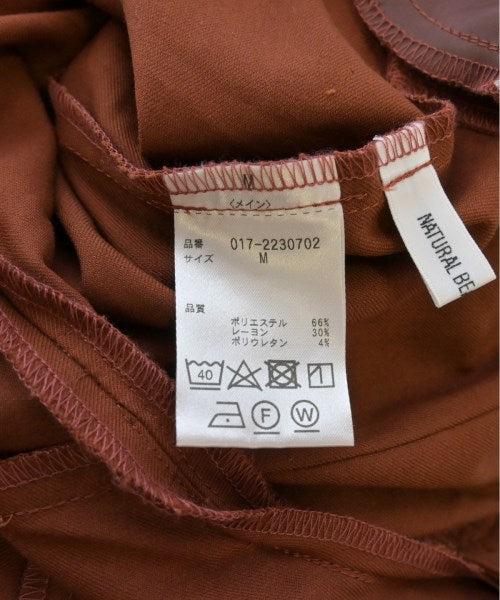 M
〈メイン〉
品番 017-2230702
サイズ M
品質
ポリエステル 66%
レーヨン 30%
ポリウレタン 4%
40
F W
NATURAL BE